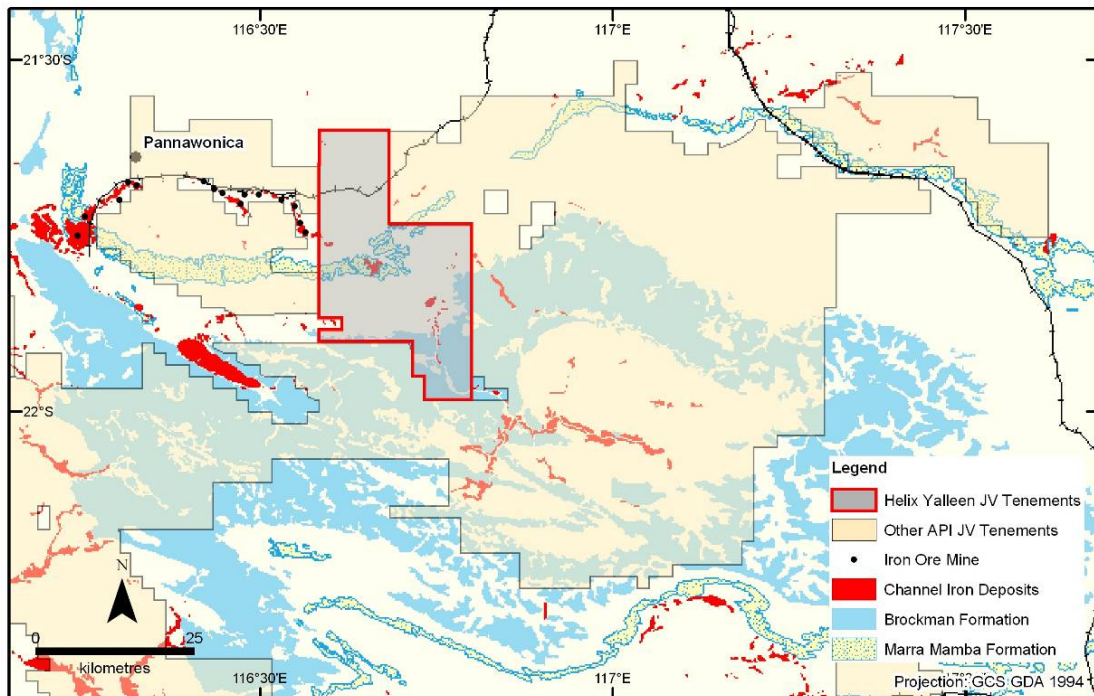 116°30'E
117°E
117°30'E
21°30'S
Pannawonica
22°S
Legend
Helix Yalleen JV Tenements
Other API JV Tenements
Iron Ore Mine
Channel Iron Deposits
Brockman Formation
Marra Mamba Formation
N
0 25
kilometres
116°30'E
117°E
Projection: GCS GDA 1994